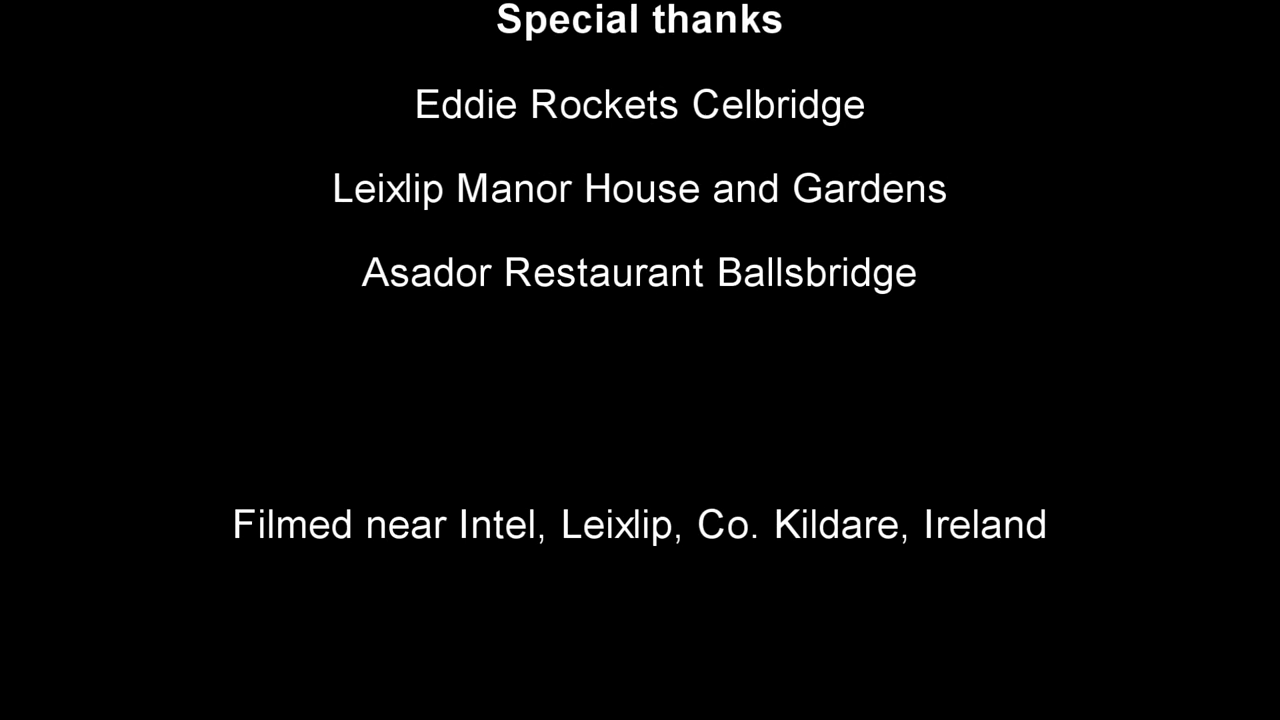 Special thanks
Eddie Rockets Celbridge
Leixlip Manor House and Gardens
Asador Restaurant Ballsbridge
Filmed near Intel, Leixlip, Co. Kildare, Ireland